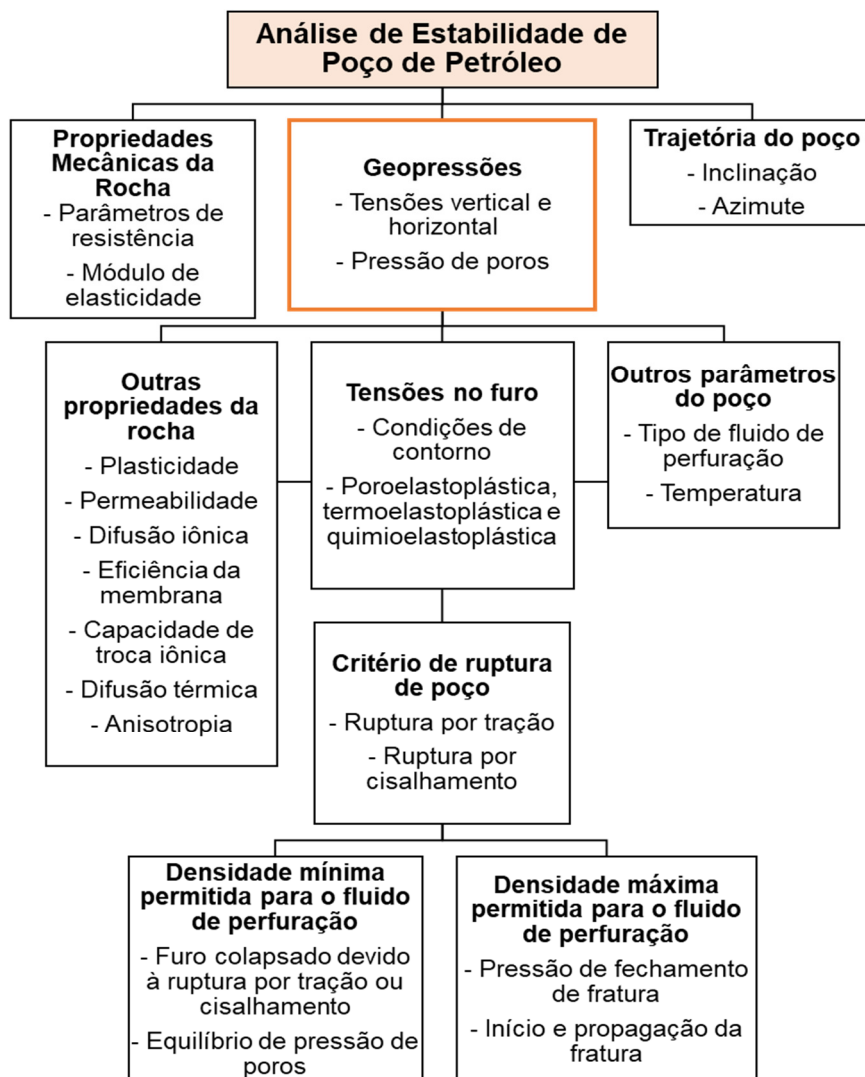 Análise de Estabilidade de
Poço de Petróleo
Propriedades
Mecânicas da
Rocha
- Parâmetros de
resistência
- Módulo de
elasticidade
Geopressões
- Tensões vertical e
horizontal
- Pressão de poros
Trajetória do poço
- Inclinação
- Azimute
Outras
propriedades da
rocha
- Plasticidade
- Permeabilidade
- Difusão iônica
- Eficiência da
membrana
- Capacidade de
troca iônica
- Difusão térmica
- Anisotropia
Tensões no furo
- Condições de
contorno
- Poroelastoplástica,
termoelastoplástica e
quimioelastoplástica
Outros parâmetros
do poço
- Tipo de fluido de
perfuração
- Temperatura
Critério de ruptura
de poço
- Ruptura por tração
- Ruptura por
cisalhamento
Densidade mínima
permitida para o fluido
de perfuração
- Furo colapsado devido
à ruptura por tração ou
cisalhamento
- Equilíbrio de pressão de
poros
Densidade máxima
permitida para o fluido
de perfuração
- Pressão de fechamento
de fratura
- Início e propagação da
fratura